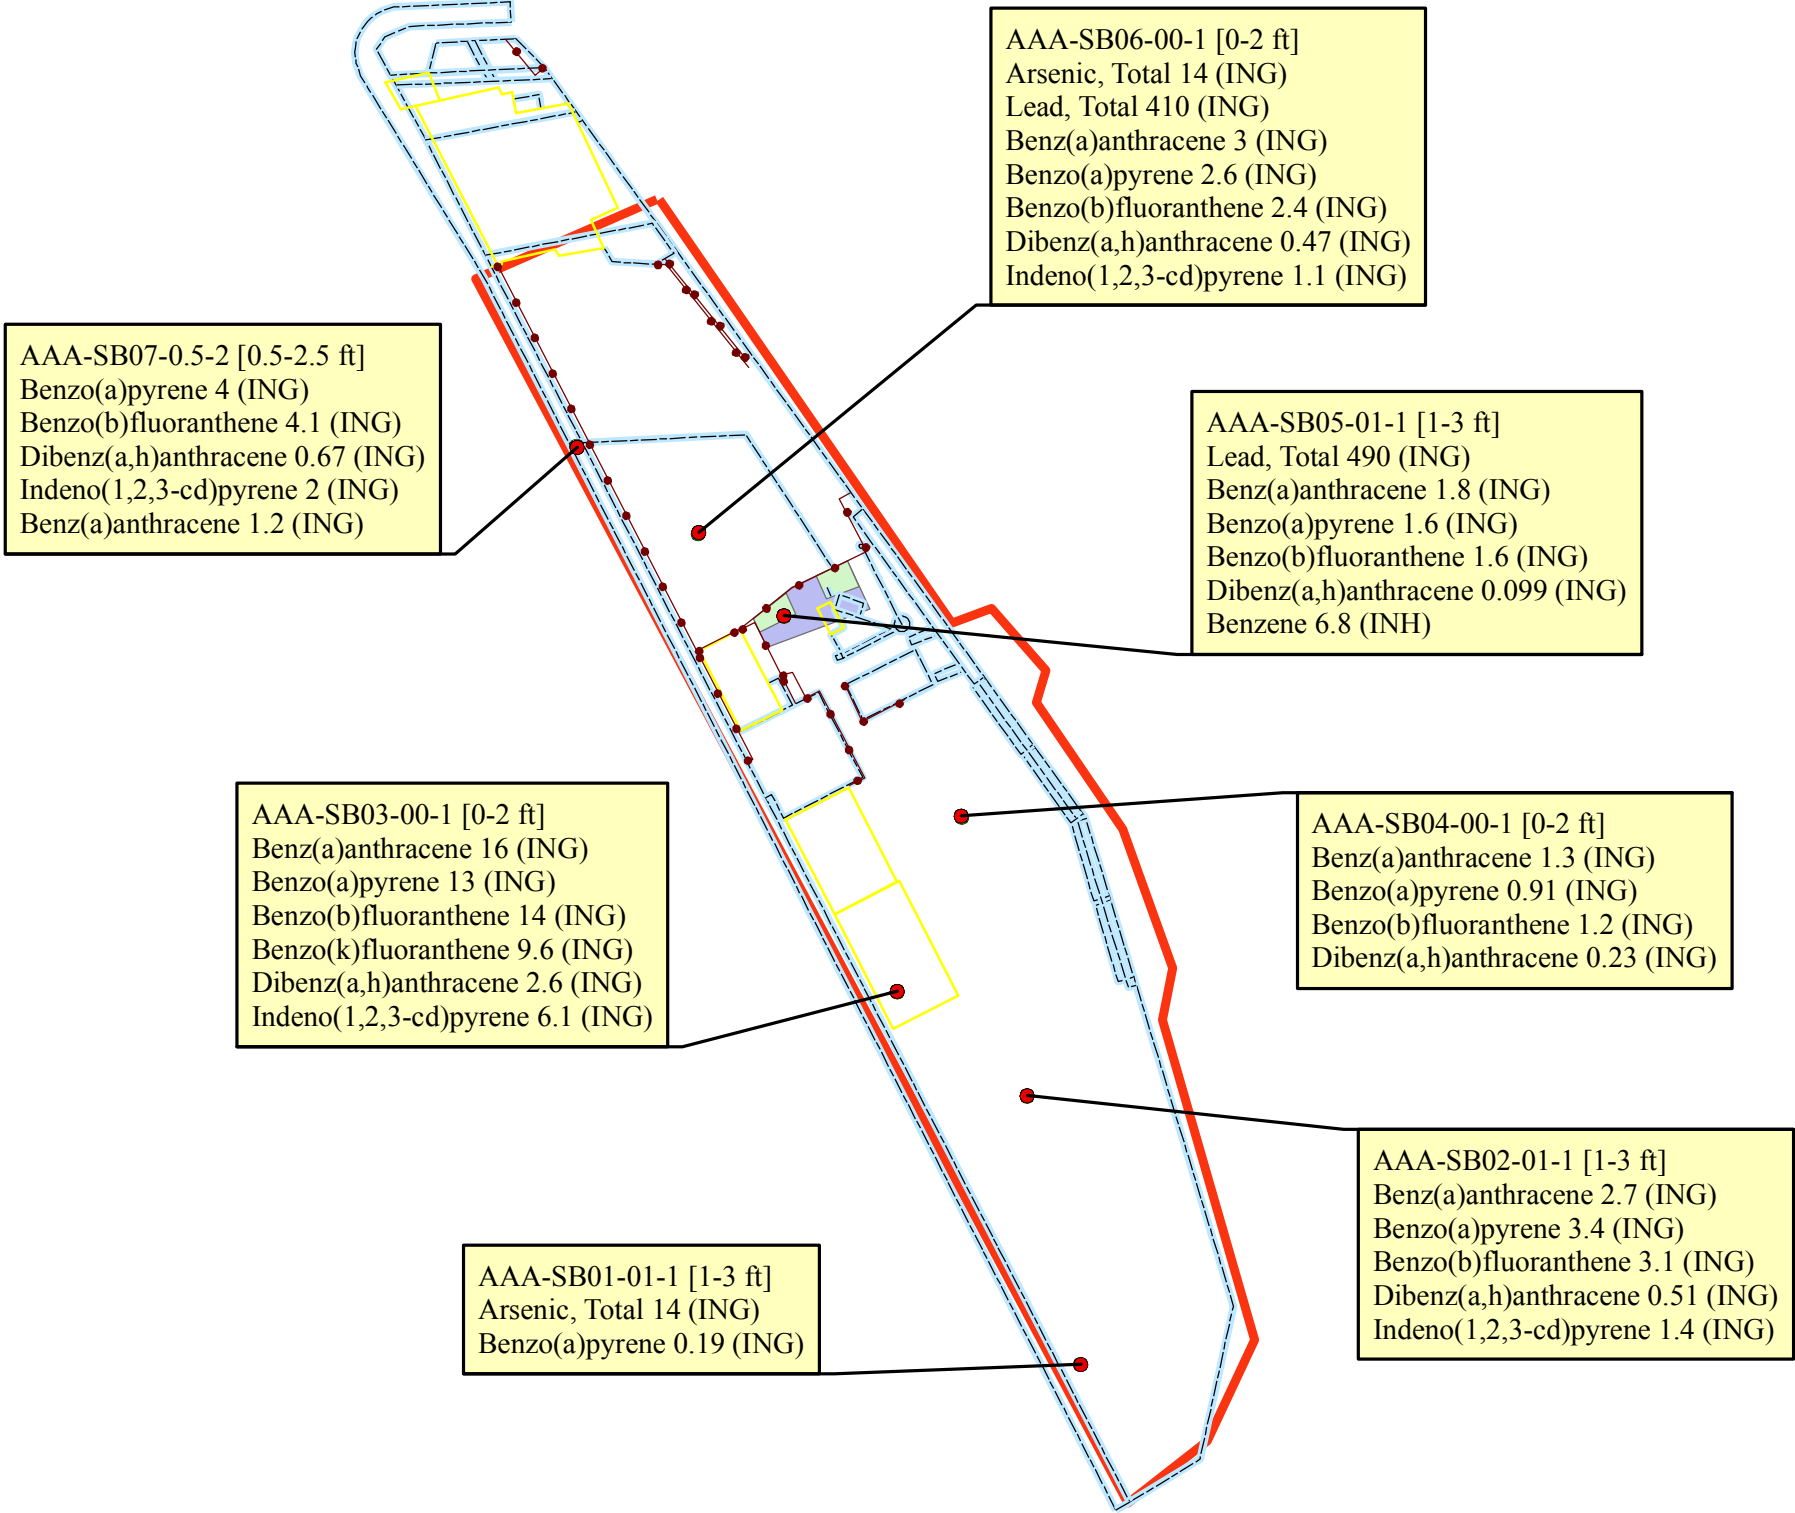 AAA-SB06-00-1 [0-2 ft]
Arsenic, Total 14 (ING)
Lead, Total 410 (ING)
Benz(a)anthracene 3 (ING)
Benzo(a)pyrene 2.6 (ING)
Benzo(b)fluoranthene 2.4 (ING)
Dibenz(a,h)anthracene 0.47 (ING)
Indeno(1,2,3-cd)pyrene 1.1 (ING)
AAA-SB07-0.5-2 [0.5-2.5 ft]
Benzo(a)pyrene 4 (ING)
Benzo(b)fluoranthene 4.1 (ING)
Dibenz(a,h)anthracene 0.67 (ING)
Indeno(1,2,3-cd)pyrene 2 (ING)
Benz(a)anthracene 1.2 (ING)
AAA-SB05-01-1 [1-3 ft]
Lead, Total 490 (ING)
Benz(a)anthracene 1.8 (ING)
Benzo(a)pyrene 1.6 (ING)
Benzo(b)fluoranthene 1.6 (ING)
Dibenz(a,h)anthracene 0.099 (ING)
Benzene 6.8 (INH)
AAA-SB03-00-1 [0-2 ft]
Benz(a)anthracene 16 (ING)
Benzo(a)pyrene 13 (ING)
Benzo(b)fluoranthene 14 (ING)
Benzo(k)fluoranthene 9.6 (ING)
Dibenz(a,h)anthracene 2.6 (ING)
Indeno(1,2,3-cd)pyrene 6.1 (ING)
AAA-SB04-00-1 [0-2 ft]
Benz(a)anthracene 1.3 (ING)
Benzo(a)pyrene 0.91 (ING)
Benzo(b)fluoranthene 1.2 (ING)
Dibenz(a,h)anthracene 0.23 (ING)
AAA-SB02-01-1 [1-3 ft]
Benz(a)anthracene 2.7 (ING)
Benzo(a)pyrene 3.4 (ING)
Benzo(b)fluoranthene 3.1 (ING)
Dibenz(a,h)anthracene 0.51 (ING)
Indeno(1,2,3-cd)pyrene 1.4 (ING)
AAA-SB01-01-1 [1-3 ft]
Arsenic, Total 14 (ING)
Benzo(a)pyrene 0.19 (ING)